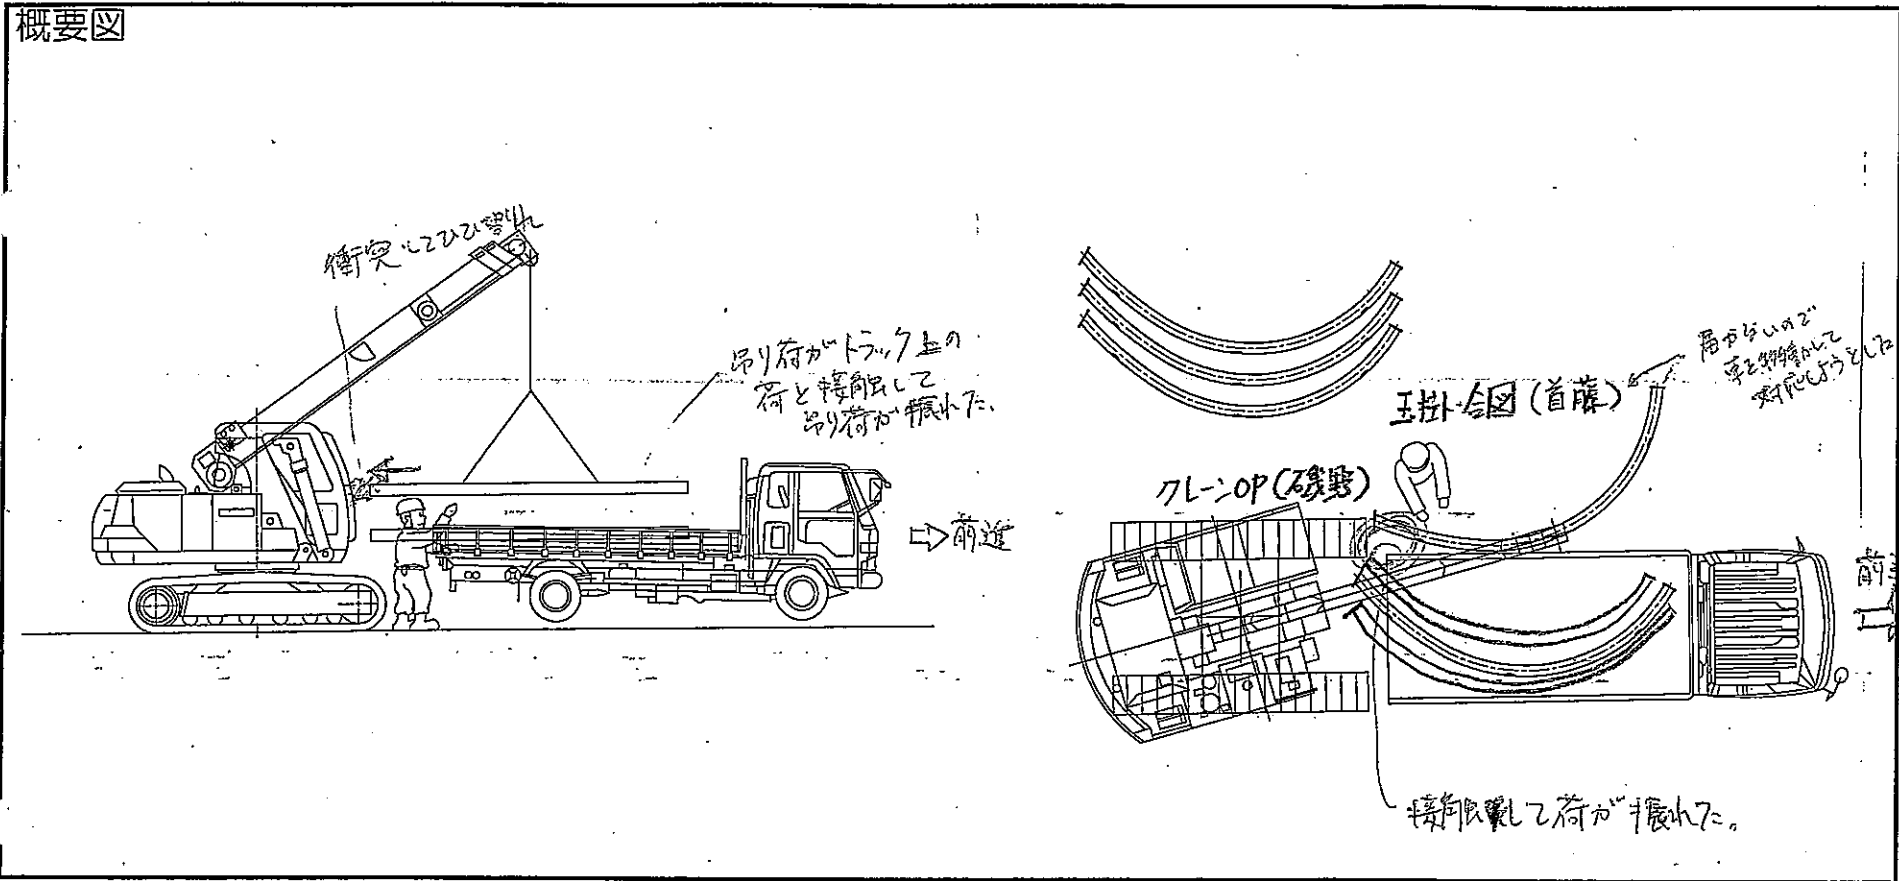 概要図
衝突してひび割れ
吊り荷がトラック上の
荷と接触して
吊り荷が振れた.
⇨前進
届かないので
車を移動して
対応しようとした
玉掛・合図(首藤)
クレーンOP(磯野)
前進
接触して荷が振れた。